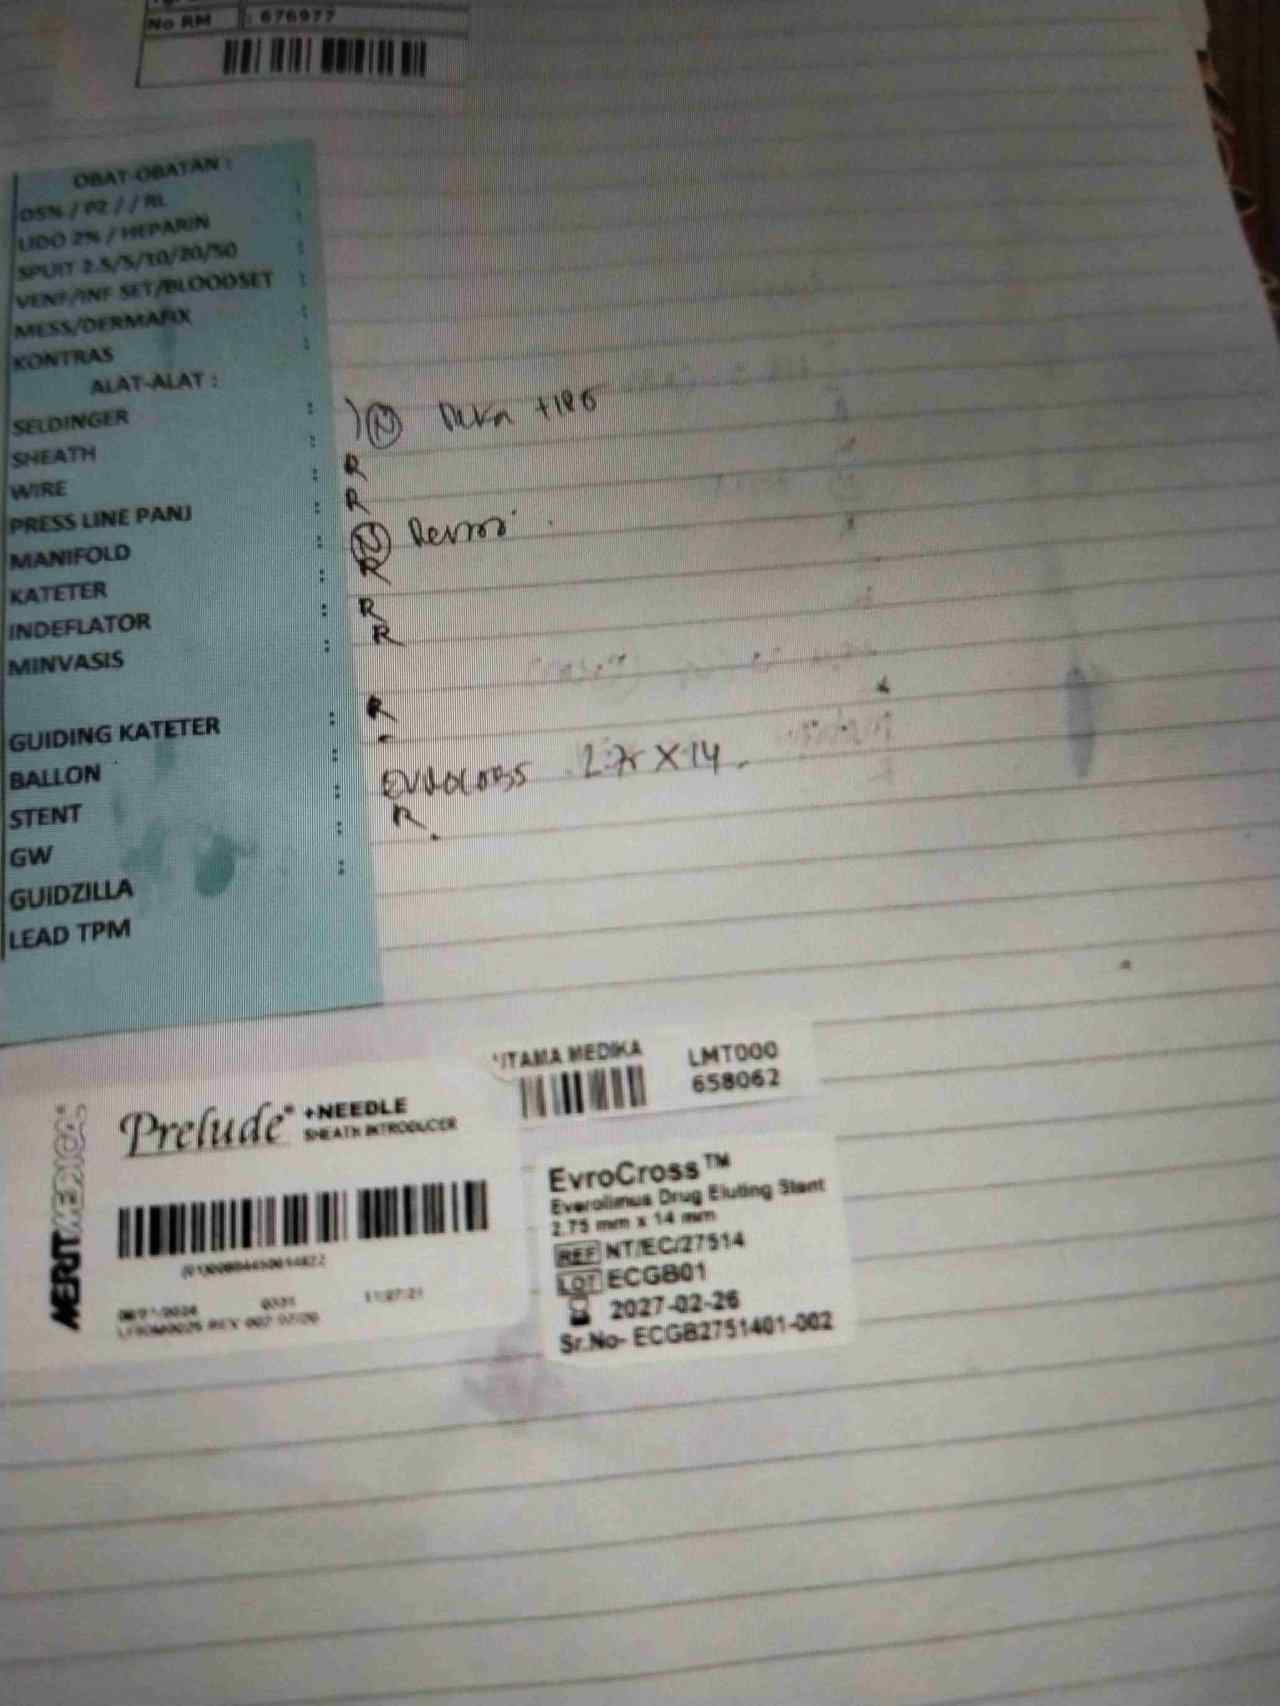 No RM : 676977
OBAT-OBATAN :
D5% / PZ / / RL :
LIDO 2% / HEPARIN :
SPUIT 2.5/5/10/20/50 :
VENF/INF SET/BLOODSET :
MESS/DERMAFIX :
KONTRAS :
ALAT-ALAT :
SELDINGER :
SHEATH :
WIRE : R
PRESS LINE PANJ : R
MANIFOLD : N
KATETER : R
INDEFLATOR : R
MINVASIS : R
GUIDING KATETER : R
BALLON :
STENT : Evrocross 2.75 X 14
GW : R
GUIDZILLA :
LEAD TPM
UTAMA MEDIKA LMT000
658062
MERITMEDICAL
Prelude® +NEEDLE
SHEATH INTRODUCER
EvroCross™
Everolimus Drug Eluting Stent
2.75 mm x 14 mm
REF NT/EC/27514
LOT ECGB01
2027-02-26
Sr.No- ECGB2751401-002